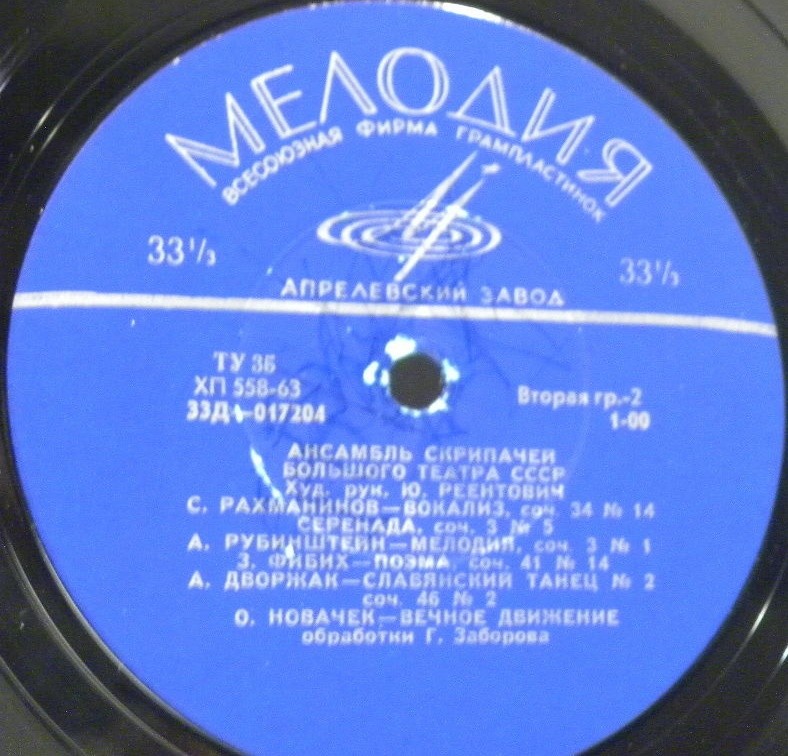 МЕЛОДИЯ
ВСЕСОЮЗНАЯ ФИРМА ГРАМПЛАСТИНОК
33⅓ 33⅓
АПРЕЛЕВСКИЙ ЗАВОД
ТУ 35
ХП 558-63
33Д—017204
Вторая гр.-2
1-00
АНСАМБЛЬ СКРИПАЧЕЙ
БОЛЬШОГО ТЕАТРА СССР
Худ. рук. Ю. РЕЕНТОВИЧ
С. РАХМАНИНОВ—ВОКАЛИЗ, соч. 34 № 14
СЕРЕНАДА, соч. 3 № 5
А. РУБИНШТЕЙН—МЕЛОДИЯ, соч. 3 № 1
З. ФИБИХ—ПОЭМА, соч. 41 № 14
А. ДВОРЖАК—СЛАВЯНСКИЙ ТАНЕЦ № 2
соч. 46 № 2
О. НОВАЧЕК—ВЕЧНОЕ ДВИЖЕНИЕ
обработки Г. Заборова